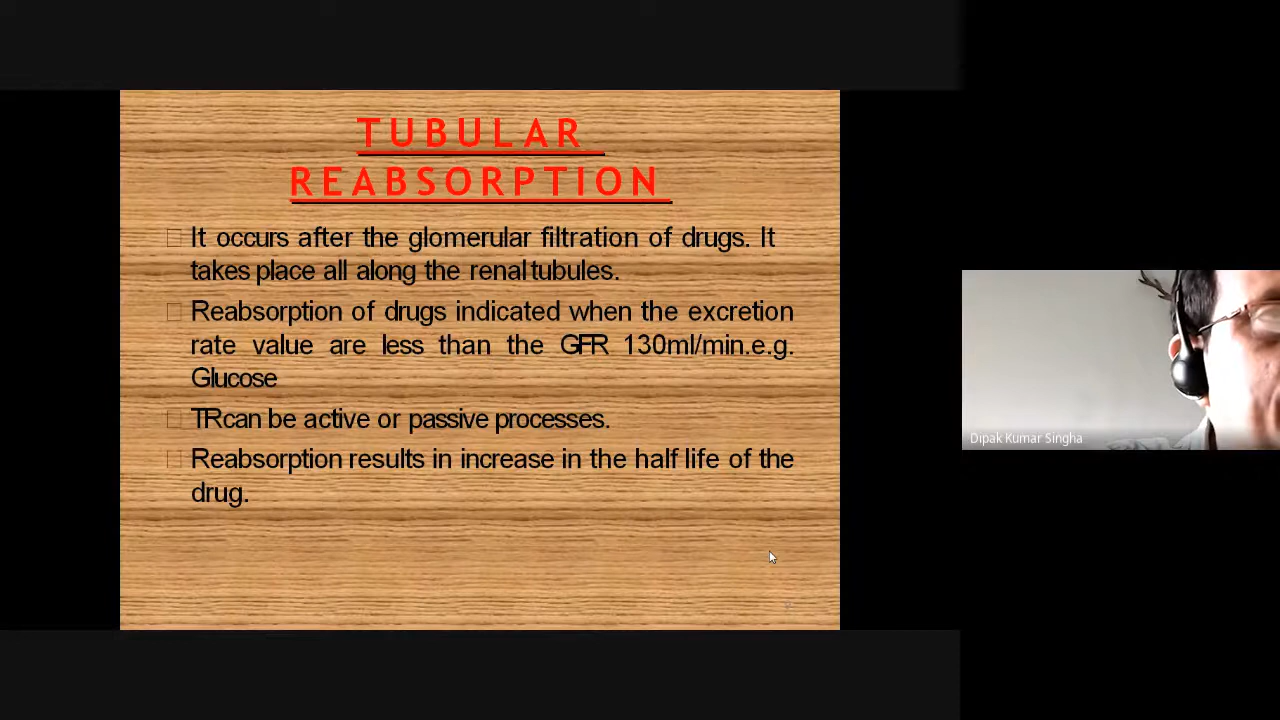 TUBULAR
REABSORPTION
It occurs after the glomerular filtration of drugs. It
takes place all along the renal tubules.
Reabsorption of drugs indicated when the excretion
rate value are less than the GFR 130ml/min.e.g.
Glucose
TRcan be active or passive processes.
Reabsorption results in increase in the half life of the
drug.
Dipak Kumar Singha